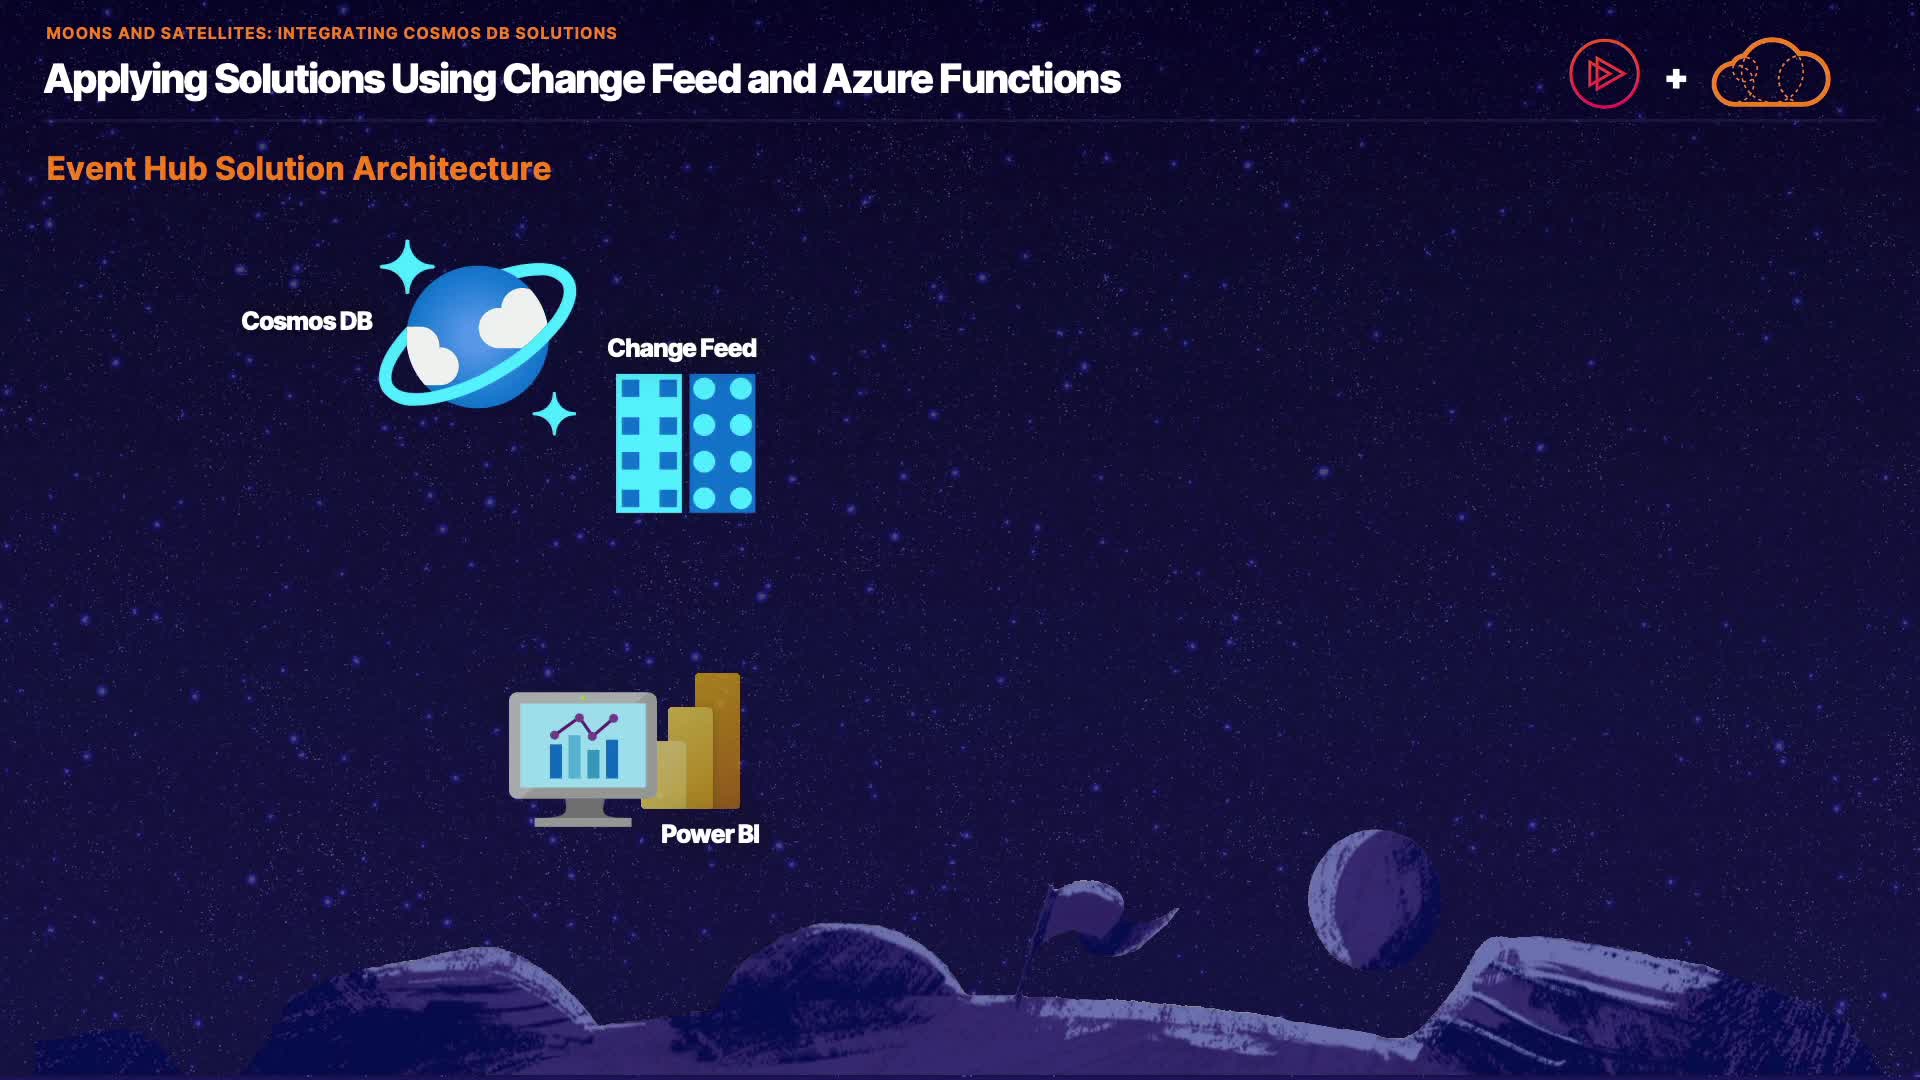 MOONS AND SATELLITES: INTEGRATING COSMOS DB SOLUTIONS
Applying Solutions Using Change Feed and Azure Functions
Event Hub Solution Architecture
Cosmos DB
Change Feed
Power BI